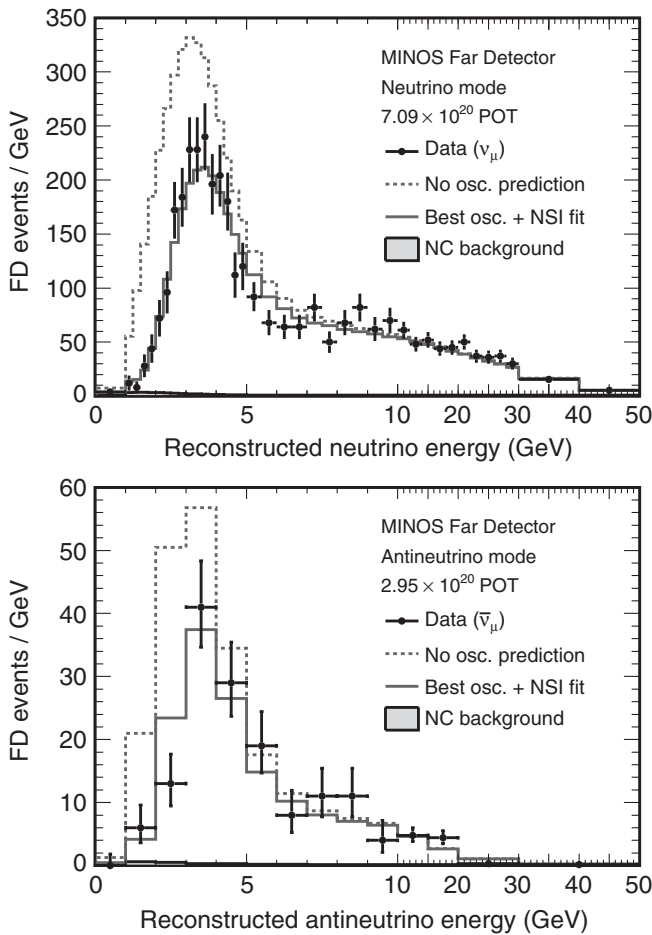 350
300
250
200
150
100
50
0
FD events / GeV
MINOS Far Detector
Neutrino mode
7.09 × 10²⁰ POT
Data (νμ)
No osc. prediction
Best osc. + NSI fit
NC background
0 5 10 20 30 40 50
Reconstructed neutrino energy (GeV)
60
50
40
30
20
10
0
FD events / GeV
MINOS Far Detector
Antineutrino mode
2.95 × 10²⁰ POT
Data (ν̅μ)
No osc. prediction
Best osc. + NSI fit
NC background
0 5 10 20 30 40 50
Reconstructed antineutrino energy (GeV)